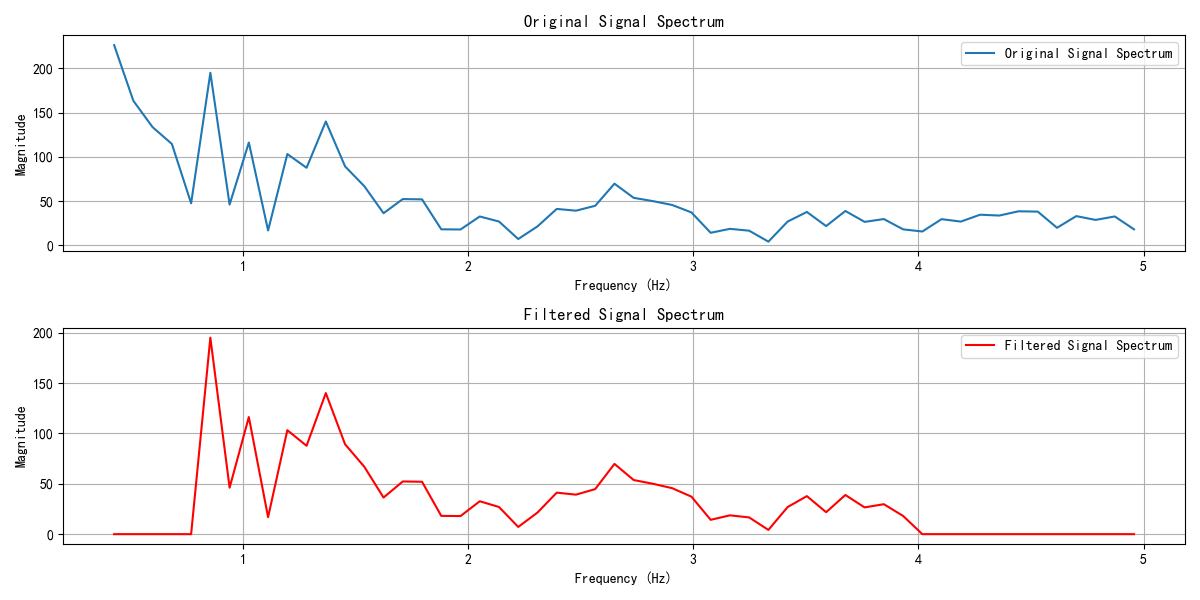 Original Signal Spectrum
Original Signal Spectrum
Magnitude
200
150
100
50
0
1 2 3 4 5
Frequency (Hz)
Filtered Signal Spectrum
Filtered Signal Spectrum
Magnitude
200
150
100
50
0
1 2 3 4 5
Frequency (Hz)